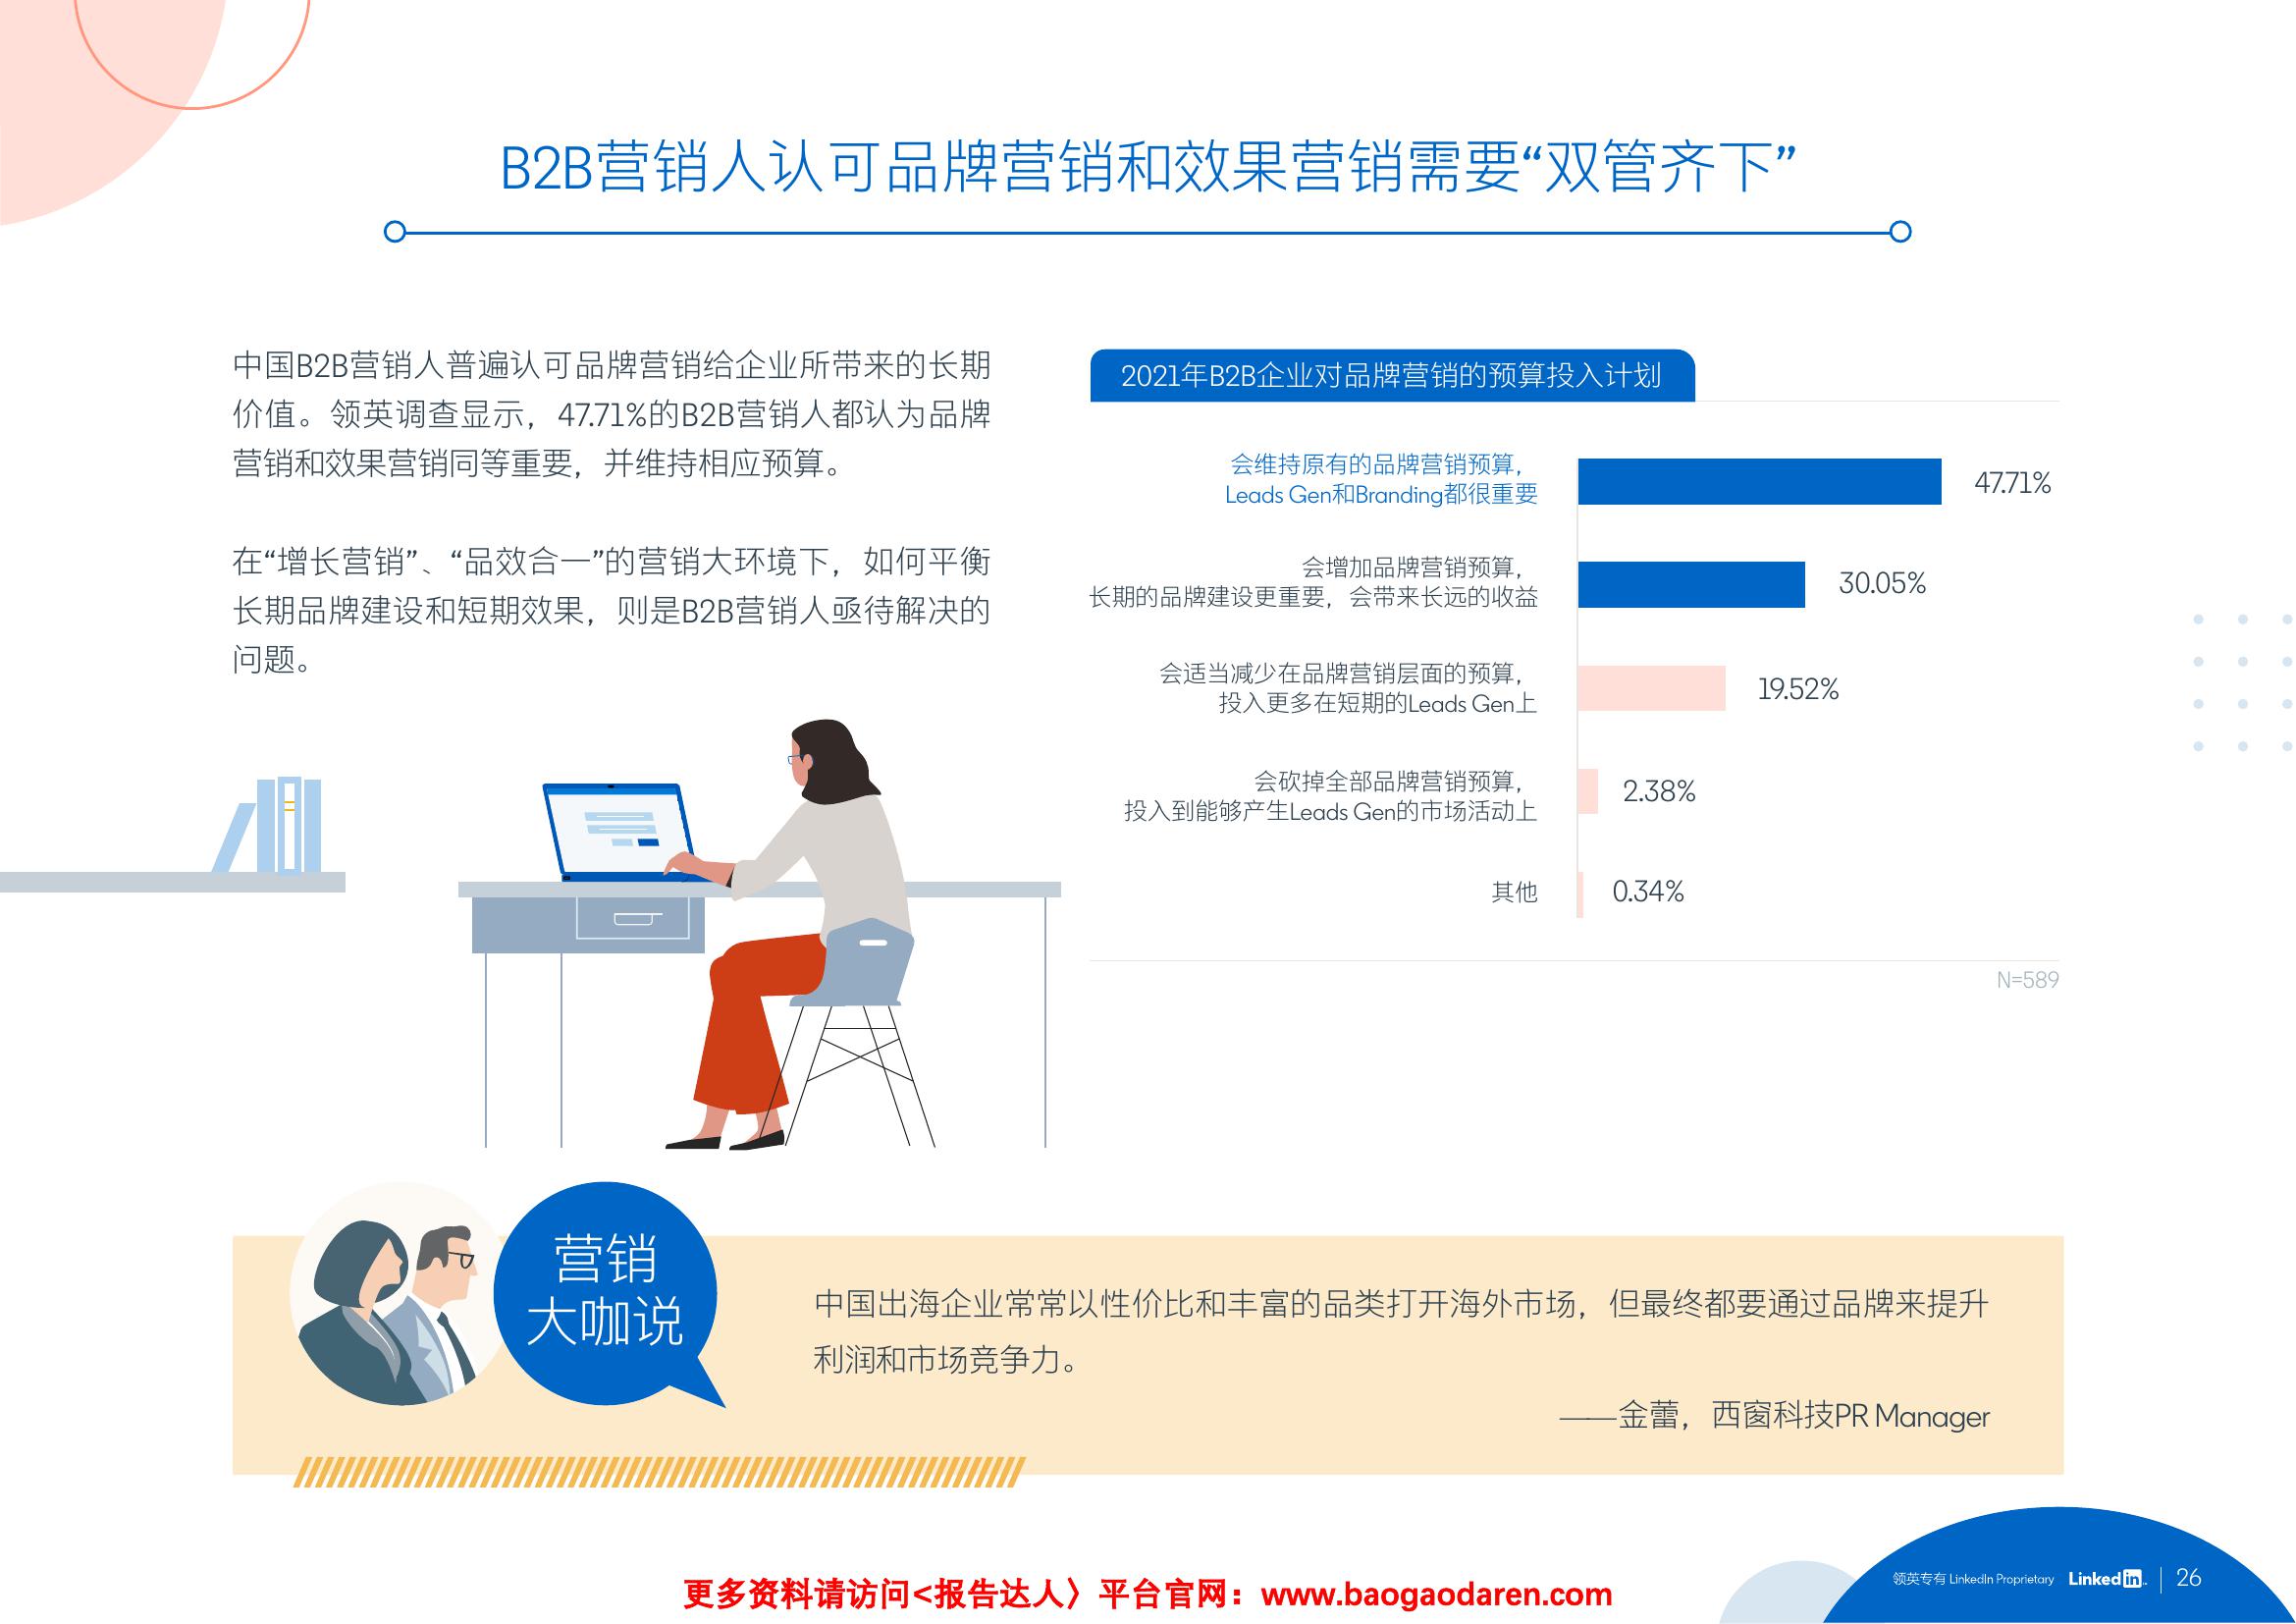 B2B营销人认可品牌营销和效果营销需要“双管齐下”
中国B2B营销人普遍认可品牌营销给企业所带来的长期
价值。领英调查显示，47.71%的B2B营销人都认为品牌
营销和效果营销同等重要，并维持相应预算。
在“增长营销”、“品效合一”的营销大环境下，如何平衡
长期品牌建设和短期效果，则是B2B营销人亟待解决的
问题。
2021年B2B企业对品牌营销的预算投入计划
会维持原有的品牌营销预算，
Leads Gen和Branding都很重要
47.71%
会增加品牌营销预算，
长期的品牌建设更重要，会带来长远的收益
30.05%
会适当减少在品牌营销层面的预算，
投入更多在短期的Leads Gen上
19.52%
会砍掉全部品牌营销预算，
投入到能够产生Leads Gen的市场活动上
2.38%
其他
0.34%
N=589
营销
大咖说
中国出海企业常常以性价比和丰富的品类打开海外市场，但最终都要通过品牌来提升
利润和市场竞争力。
——金蕾，西窗科技PR Manager
更多资料请访问<报告达人〉平台官网：www.baogaodaren.com
领英专有 LinkedIn Proprietary LinkedIn 26